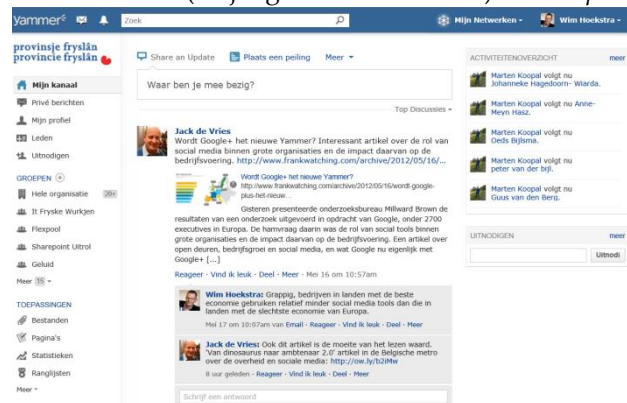 yammer
Zoek
Mijn Netwerken
Wim Hoekstra
provinsje fryslân
provincie fryslân
Mijn kanaal
Privé berichten
Mijn profiel
Leden
Uitnodigen
GROEPEN
Hele organisatie 20+
It Fryske Wurkjen
Flexpool
Sharepoint Uitrol
Geluid
Meer 15
TOEPASSINGEN
Bestanden
Pagina's
Statistieken
Ranglijsten
Meer
Share an Update Plaats een peiling Meer
Waar ben je mee bezig?
Top Discussies
Jack de Vries
Wordt Google+ het nieuwe Yammer? Interessant artikel over de rol van
social media binnen grote organisaties en de impact daarvan op de
bedrijfsvoering. http://www.frankwatching.com/archive/2012/05/16/...
Wordt Google+ het nieuwe Yammer?
http://www.frankwatching.com/archive/2012/05/16/wordt-google-
plus-het-nieuw...
Gisteren presenteerde onderzoeksbureau Millward Brown de
resultaten van een onderzoek uitgevoerd in opdracht van Google, onder 2700
executives in Europa. De hamvraag daarin was de rol van social tools binnen
grote organisaties en de impact daarvan op de bedrijfsvoering. Een artikel over
open deuren, bedrijfsgroei en social media, en wat Google nu eigenlijk met
Google+ [...]
Reageer · Vind ik leuk · Deel · Meer · Mei 16 om 10:57am
Wim Hoekstra: Grappig, bedrijven in landen met de beste
economie gebruiken relatief minder social media tools dan die in
landen met de slechtste economie van Europa.
Mei 17 om 10:07am van Email · Reageer · Vind ik leuk · Deel · Meer
Jack de Vries: Ook dit artikel is de moeite van het lezen waard.
'Van dinosaurus naar ambtenaar 2.0' artikel in de Belgische metro
over de overheid en sociale media: http://ow.ly/b2iMw
8 uur geleden · Reageer · Vind ik leuk · Deel · Meer
Schrijf een antwoord
ACTIVITEITENOVERZICHT meer
Marten Koopal volgt nu
Johanneke Hagedoorn- Wiarda.
Marten Koopal volgt nu Anne-
Meyn Hasz.
Marten Koopal volgt nu
Oeds Bijlsma.
Marten Koopal volgt nu
peter van der bijl.
Marten Koopal volgt nu
Guus van den Berg.
UITNODIGEN meer
Uitnodi